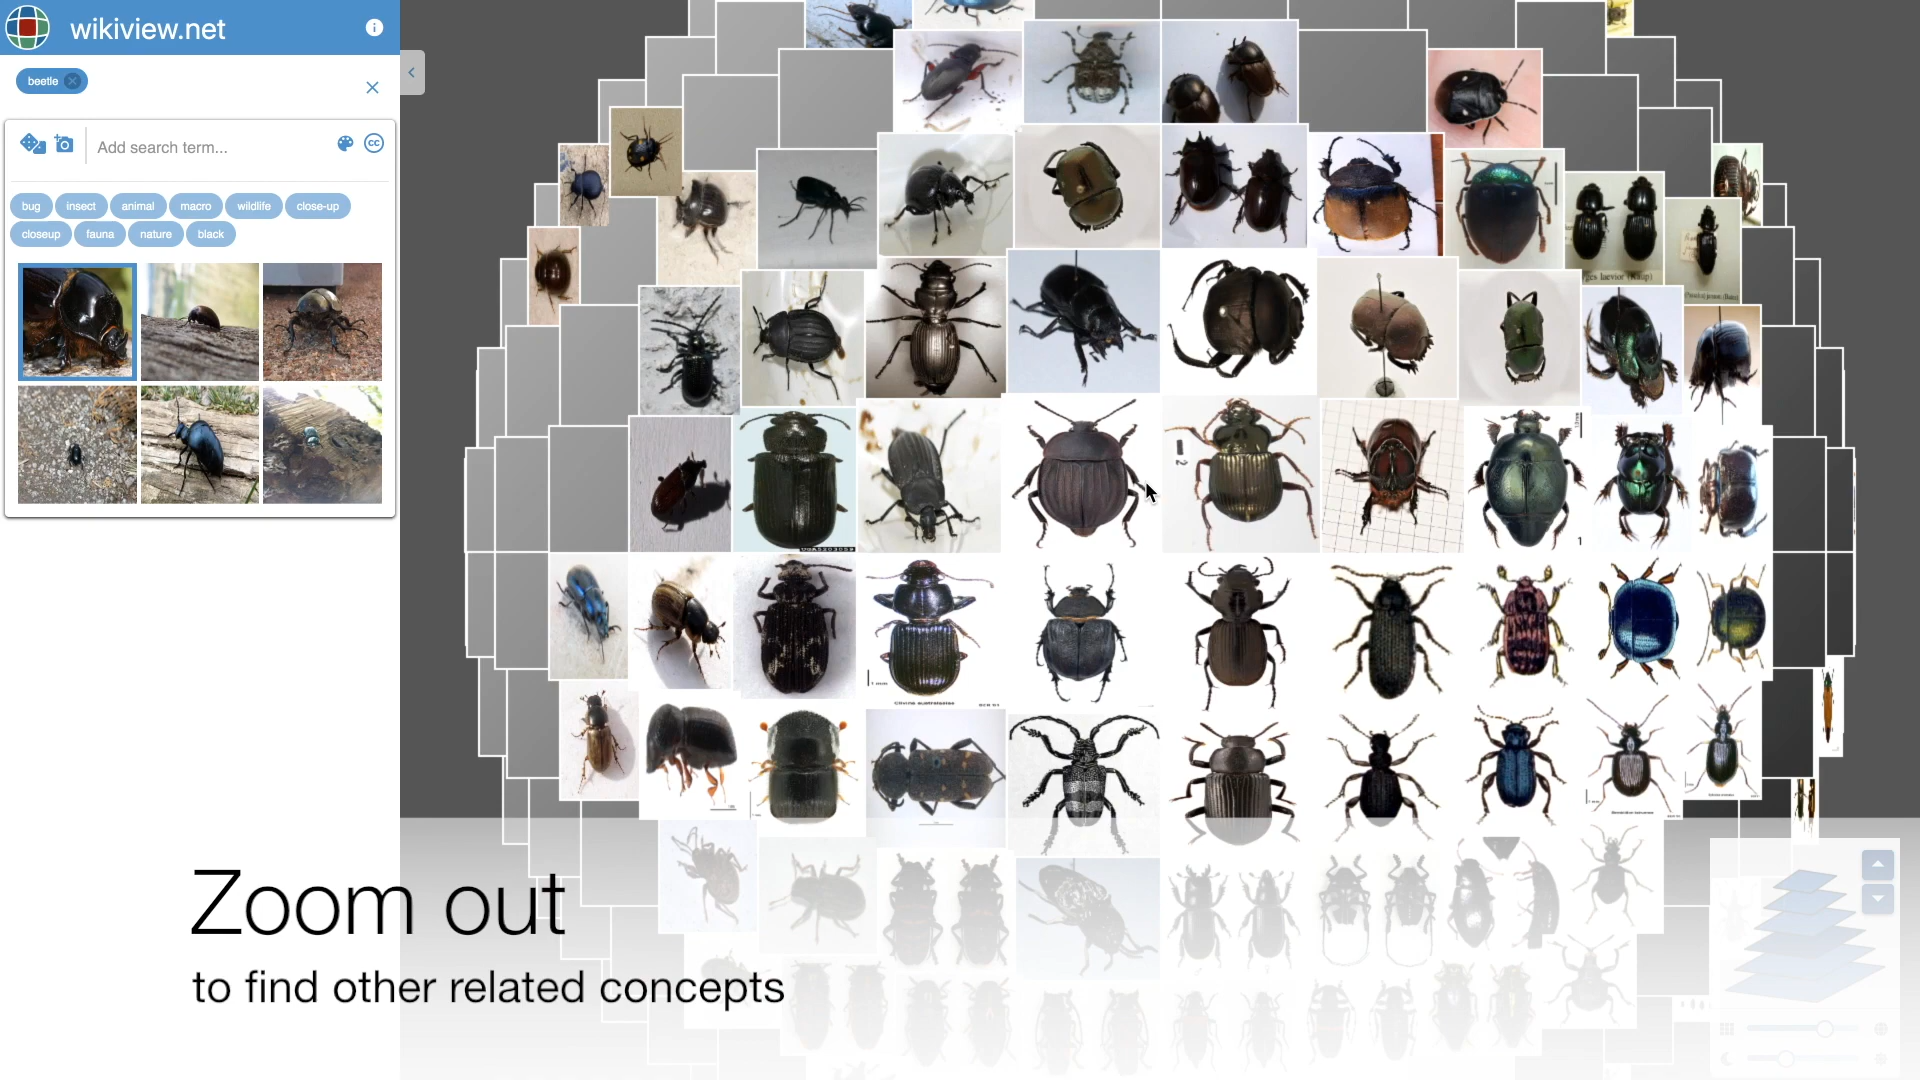 wikiview.net
beetle
Add search term...
CC
bug
insect
animal
macro
wildlife
close-up
closeup
fauna
nature
black
Zoom out
to find other related concepts